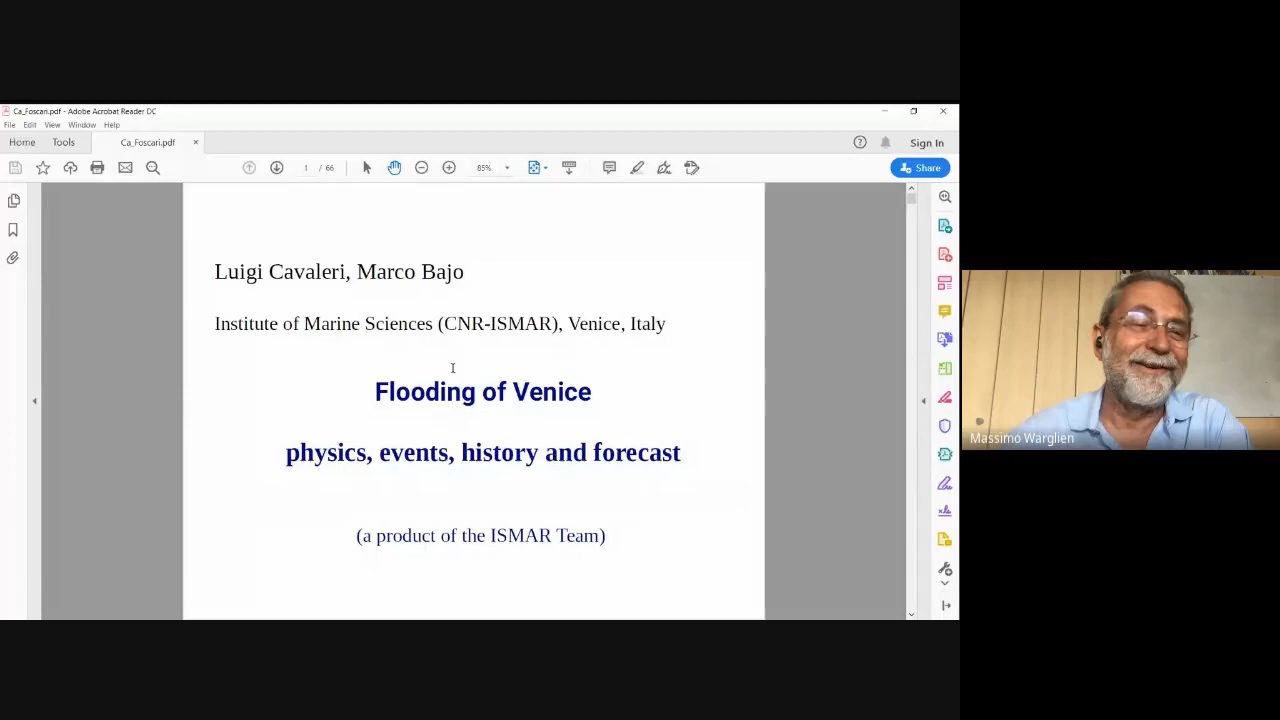 Ca_Foscari.pdf - Adobe Acrobat Reader DC
File Edit View Window Help
Home Tools Ca_Foscari.pdf × Sign In
1 / 66 85% Share
Luigi Cavaleri, Marco Bajo
Institute of Marine Sciences (CNR-ISMAR), Venice, Italy
Flooding of Venice
physics, events, history and forecast
(a product of the ISMAR Team)
Massimo Warglien